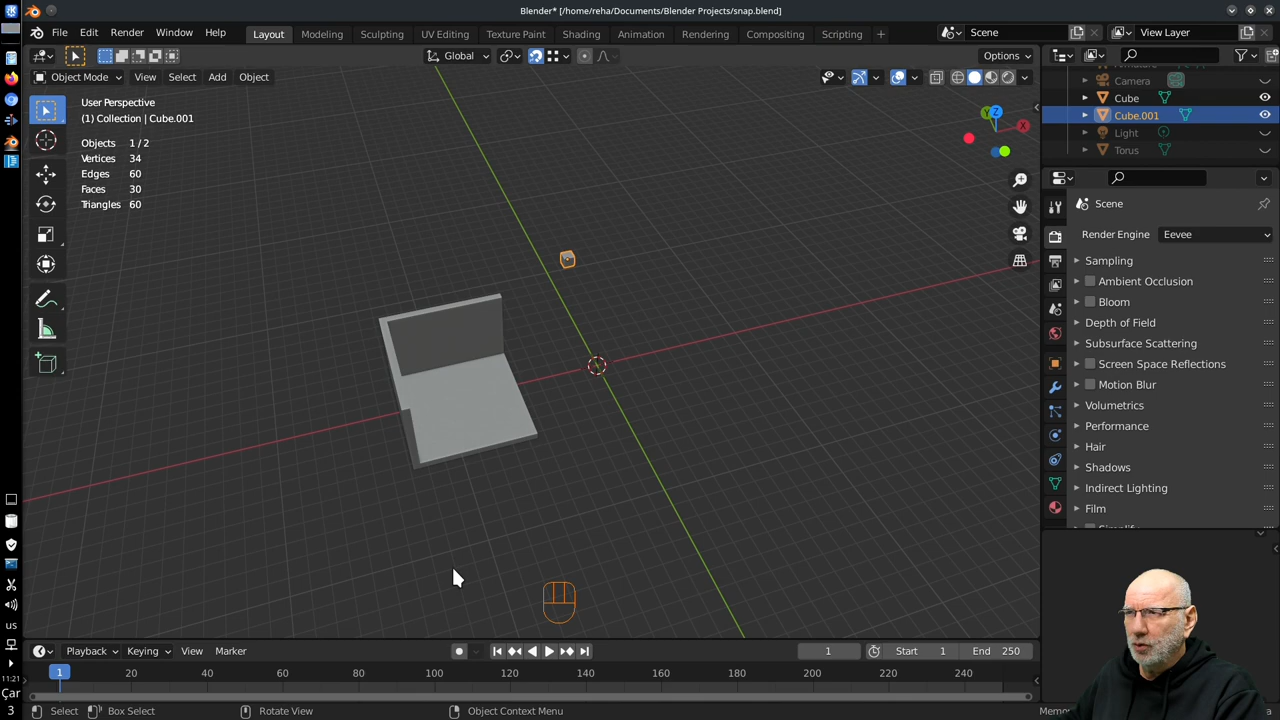 Blender* [/home/reha/Documents/Blender Projects/snap.blend]
File Edit Render Window Help Layout Modeling Sculpting UV Editing Texture Paint Shading Animation Rendering Compositing Scripting + Scene View Layer
Global Options
Object Mode View Select Add Object
User Perspective
(1) Collection | Cube.001
Objects 1 / 2
Vertices 34
Edges 60
Faces 30
Triangles 60
Z
Y
X
Camera
Cube
Cube.001
Light
Torus
Scene
Render Engine Eevee
Sampling
Ambient Occlusion
Bloom
Depth of Field
Subsurface Scattering
Screen Space Reflections
Motion Blur
Volumetrics
Performance
Hair
Shadows
Indirect Lighting
Film
Playback Keying View Marker 1 Start 1 End 250
1 20 40 60 80 100 120 140 160 180 200 220 240
Select Box Select Rotate View Object Context Menu
us
11:21
Çar
3